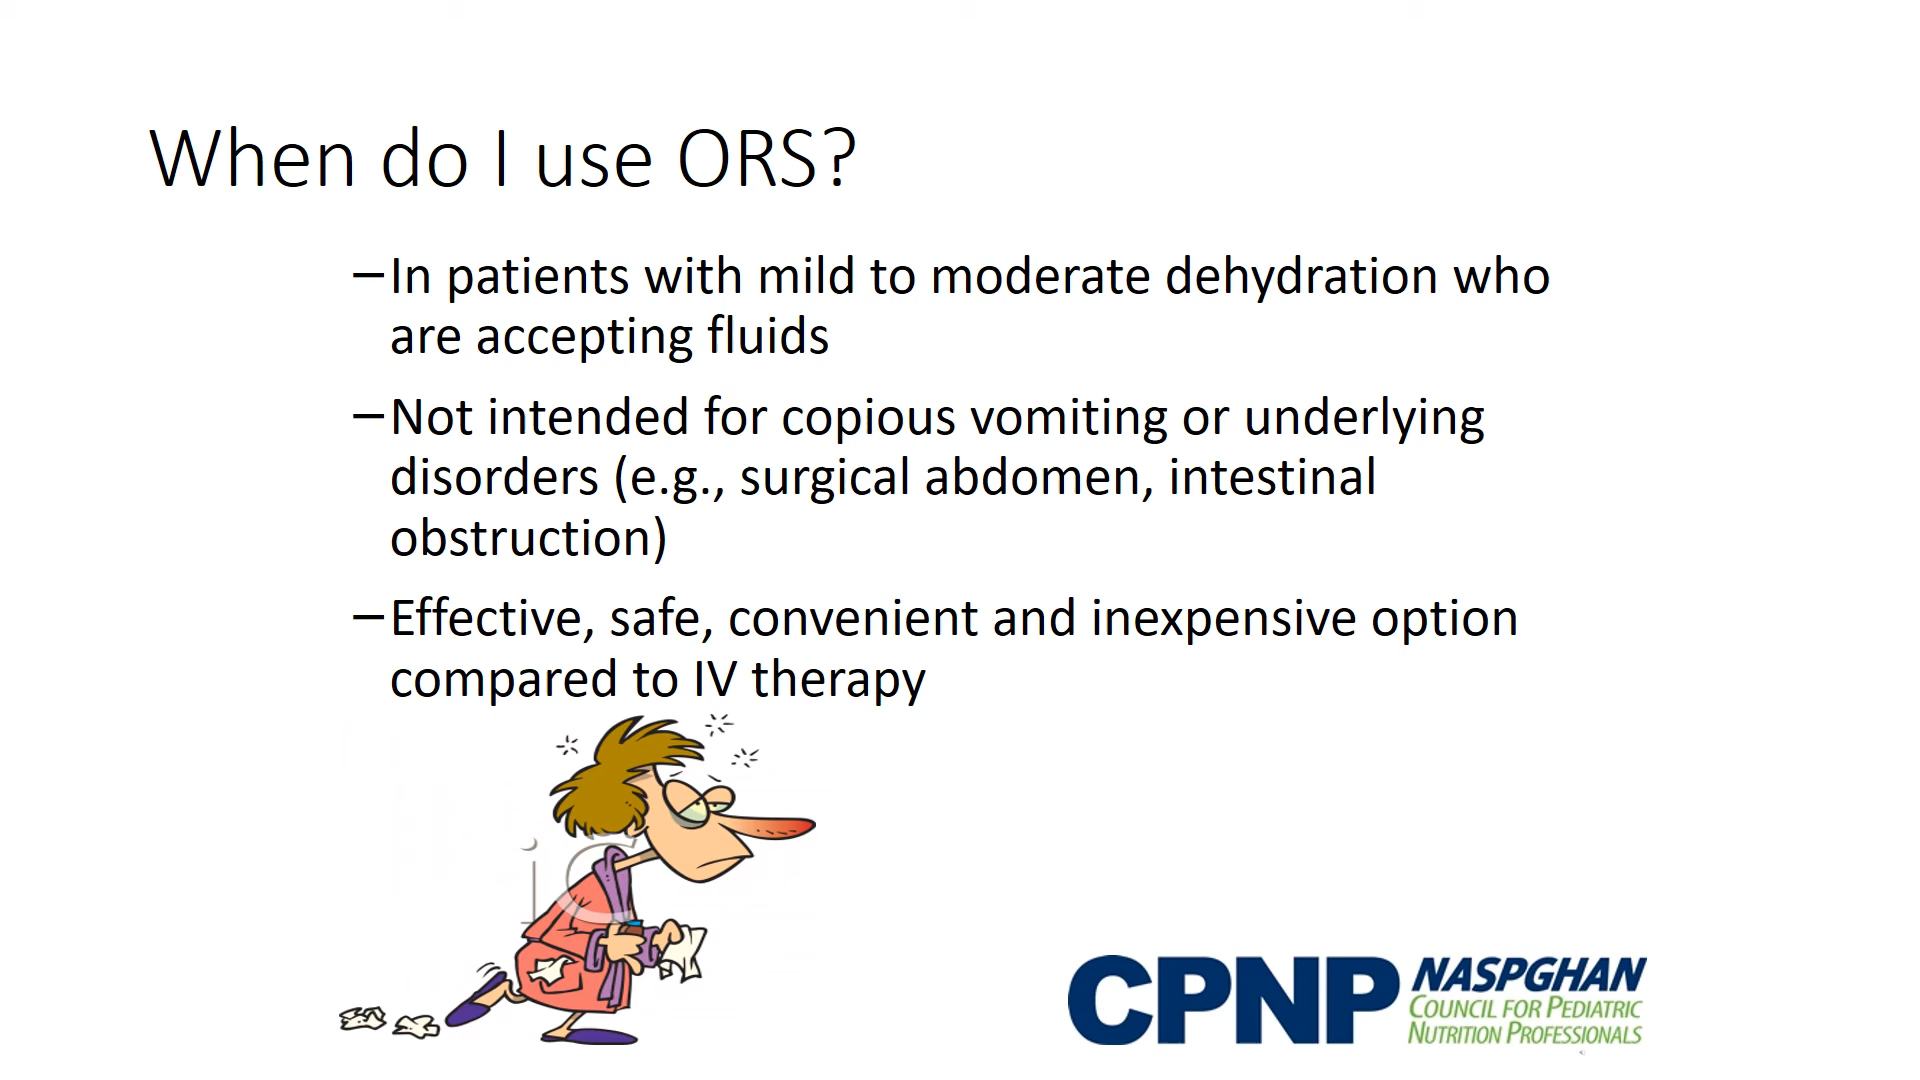 When do I use ORS?
–In patients with mild to moderate dehydration who
are accepting fluids
–Not intended for copious vomiting or underlying
disorders (e.g., surgical abdomen, intestinal
obstruction)
–Effective, safe, convenient and inexpensive option
compared to IV therapy
ic
CPNP
NASPGHAN
COUNCIL FOR PEDIATRIC
NUTRITION PROFESSIONALS